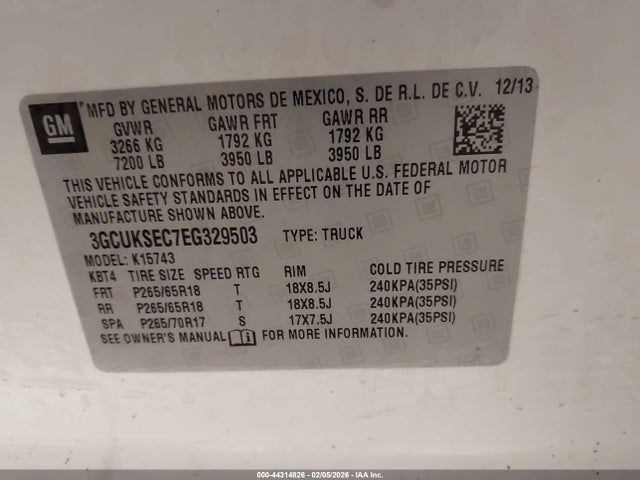 GM
® MFD BY GENERAL MOTORS DE MEXICO, S. DE R.L. DE C.V. 12/13
GVWR GAWR FRT GAWR RR
3266 KG 1792 KG 1792 KG
7200 LB 3950 LB 3950 LB
THIS VEHICLE CONFORMS TO ALL APPLICABLE U.S. FEDERAL MOTOR
VEHICLE SAFETY STANDARDS IN EFFECT ON THE DATE OF
MANUFACTURE SHOWN ABOVE.
3GCUKSEC7EG329503 TYPE: TRUCK
MODEL: K15743
KBT4 TIRE SIZE SPEED RTG RIM COLD TIRE PRESSURE
FRT P265/65R18 T 18X8.5J 240KPA(35PSI)
RR P265/65R18 T 18X8.5J 240KPA(35PSI)
SPA P265/70R17 S 17X7.5J 240KPA(35PSI)
SEE OWNER'S MANUAL FOR MORE INFORMATION.
000-44314826 - 02/05/2026 - IAA Inc.